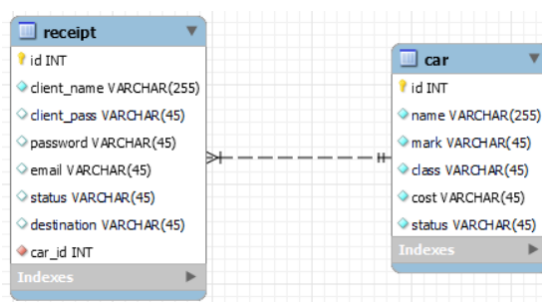 receipt
id INT
client_name VARCHAR(255)
client_pass VARCHAR(45)
password VARCHAR(45)
email VARCHAR(45)
status VARCHAR(45)
destination VARCHAR(45)
car_id INT
Indexes
car
id INT
name VARCHAR(255)
mark VARCHAR(45)
class VARCHAR(45)
cost VARCHAR(45)
status VARCHAR(45)
Indexes